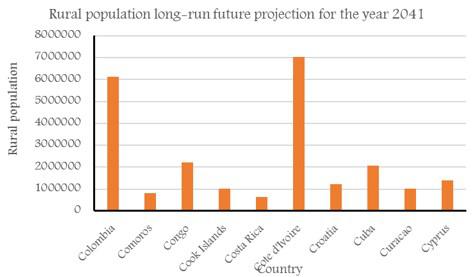 Rural population long-run future projection for the year 2041
8000000
7000000
6000000
5000000
4000000
3000000
2000000
1000000
0
Rural population
Colombia
Comoros
Congo
Cook Islands
Costa Rica
Cote d'Ivoire
Croatia
Cuba
Curacao
Cyprus
Country